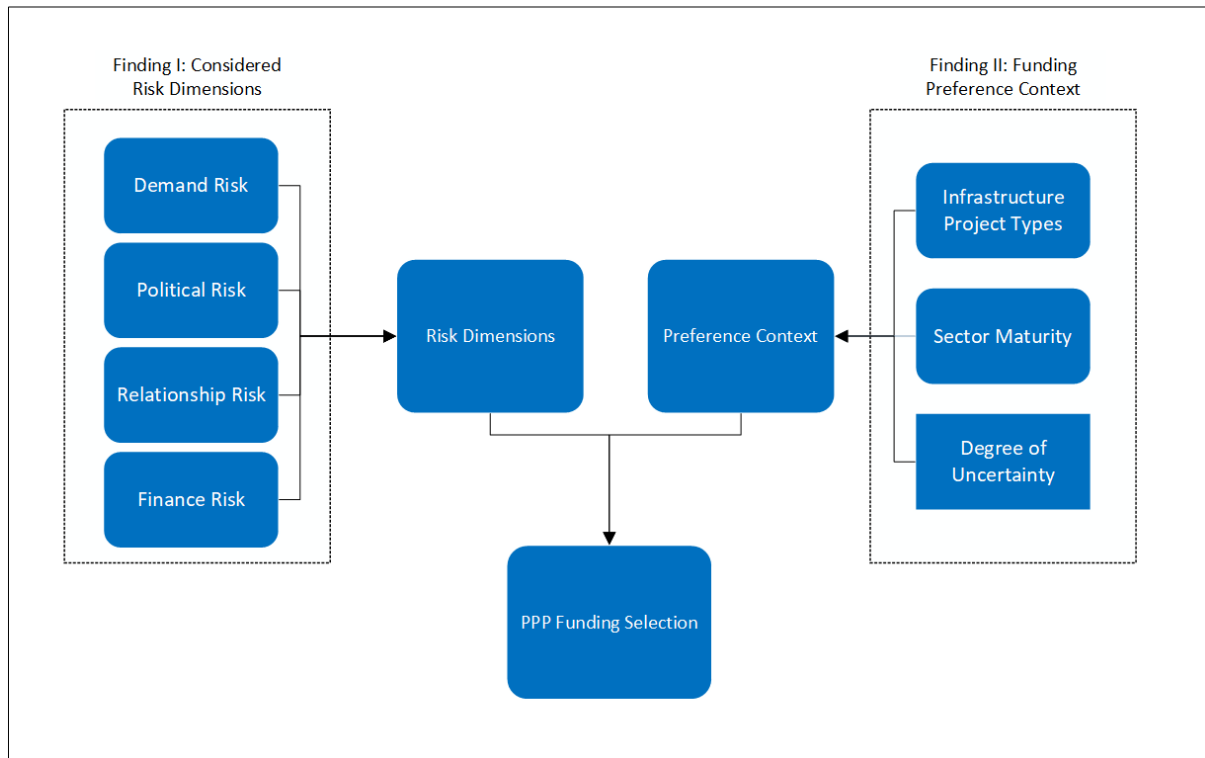 Finding I: Considered
Risk Dimensions
Demand Risk
Political Risk
Relationship Risk
Finance Risk
Risk Dimensions
Preference Context
PPP Funding Selection
Finding II: Funding
Preference Context
Infrastructure
Project Types
Sector Maturity
Degree of
Uncertainty